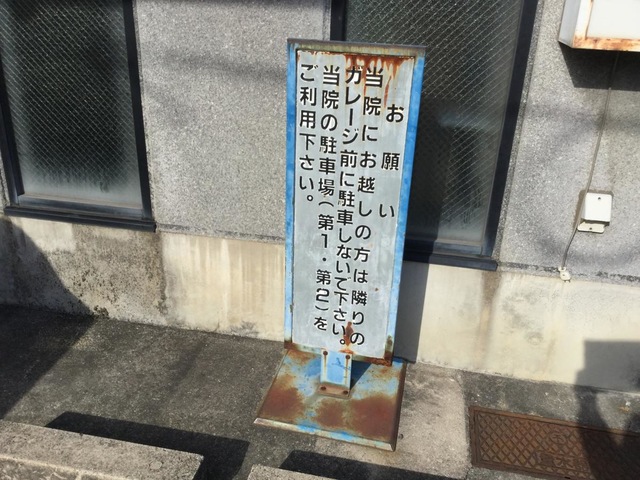 お願い
当院にお越しの方は隣りの
ガレージ前に駐車しないで下さい。
当院の駐車場（第1・第2）を
ご利用下さい。